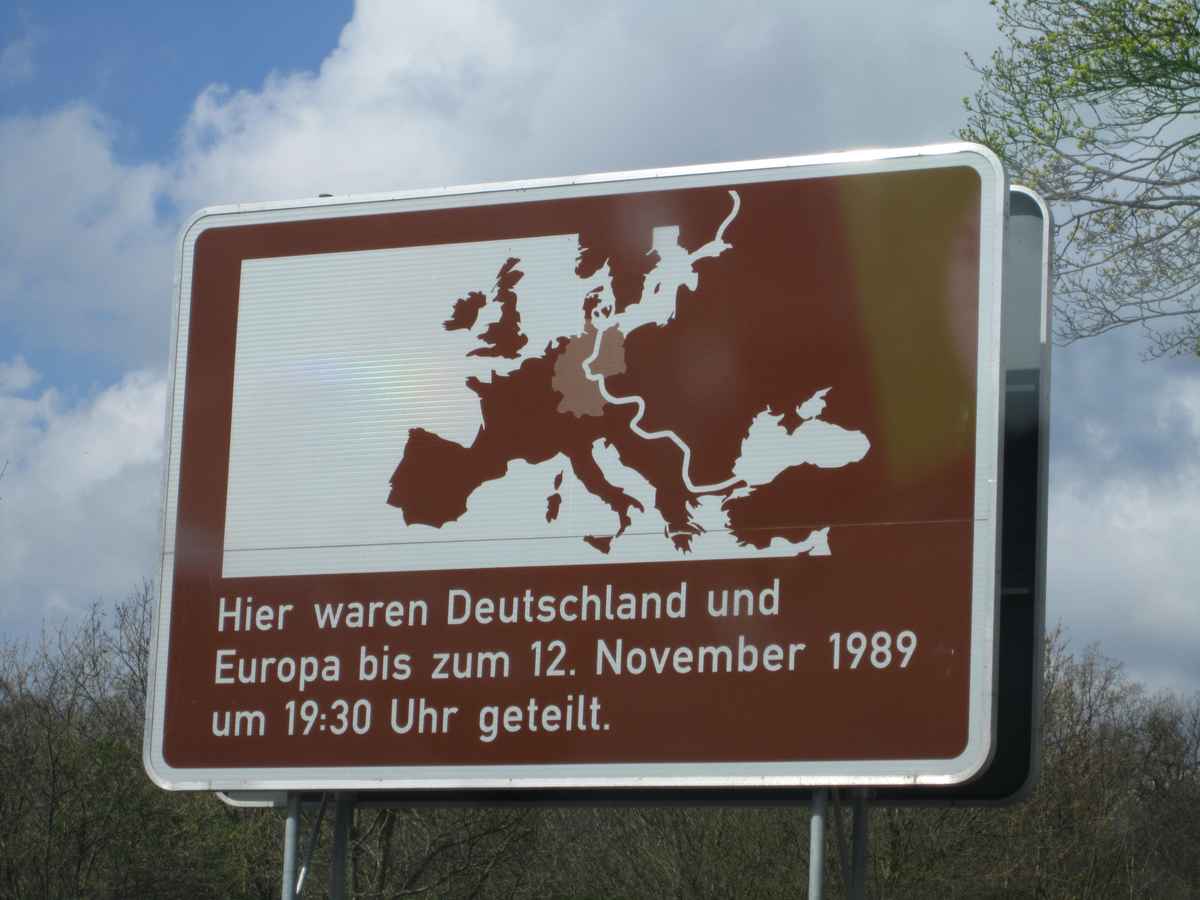 Hier waren Deutschland und
Europa bis zum 12. November 1989
um 19:30 Uhr geteilt.